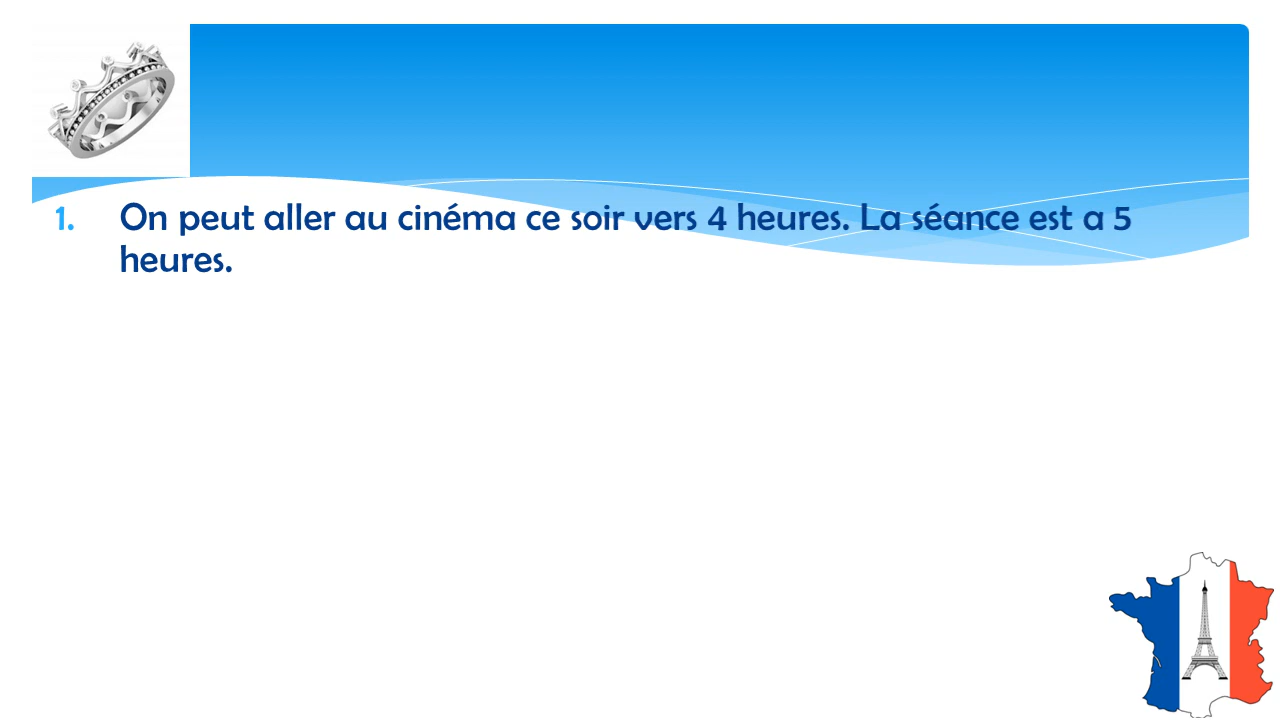 1. On peut aller au cinéma ce soir vers 4 heures. La séance est a 5
heures.